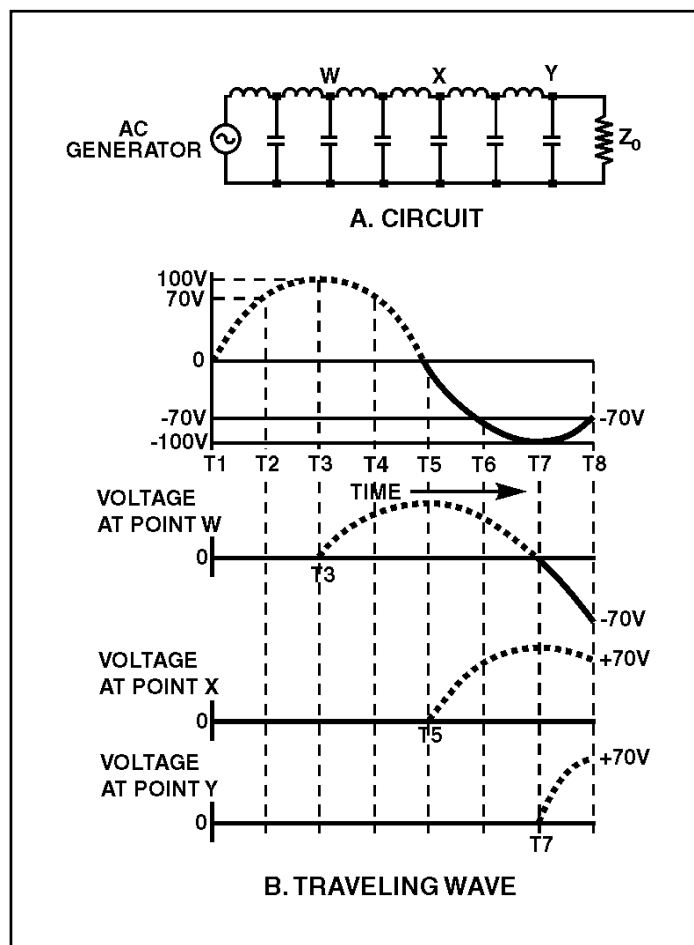 W X Y
AC
GENERATOR
Z0
A. CIRCUIT
100V
70V
0
-70V
-70V
-100V
T1 T2 T3 T4 T5 T6 T7 T8
TIME
VOLTAGE
AT POINT W
0
T3
-70V
VOLTAGE
AT POINT X
+70V
0
T5
VOLTAGE
AT POINT Y
+70V
0
T7
B. TRAVELING WAVE